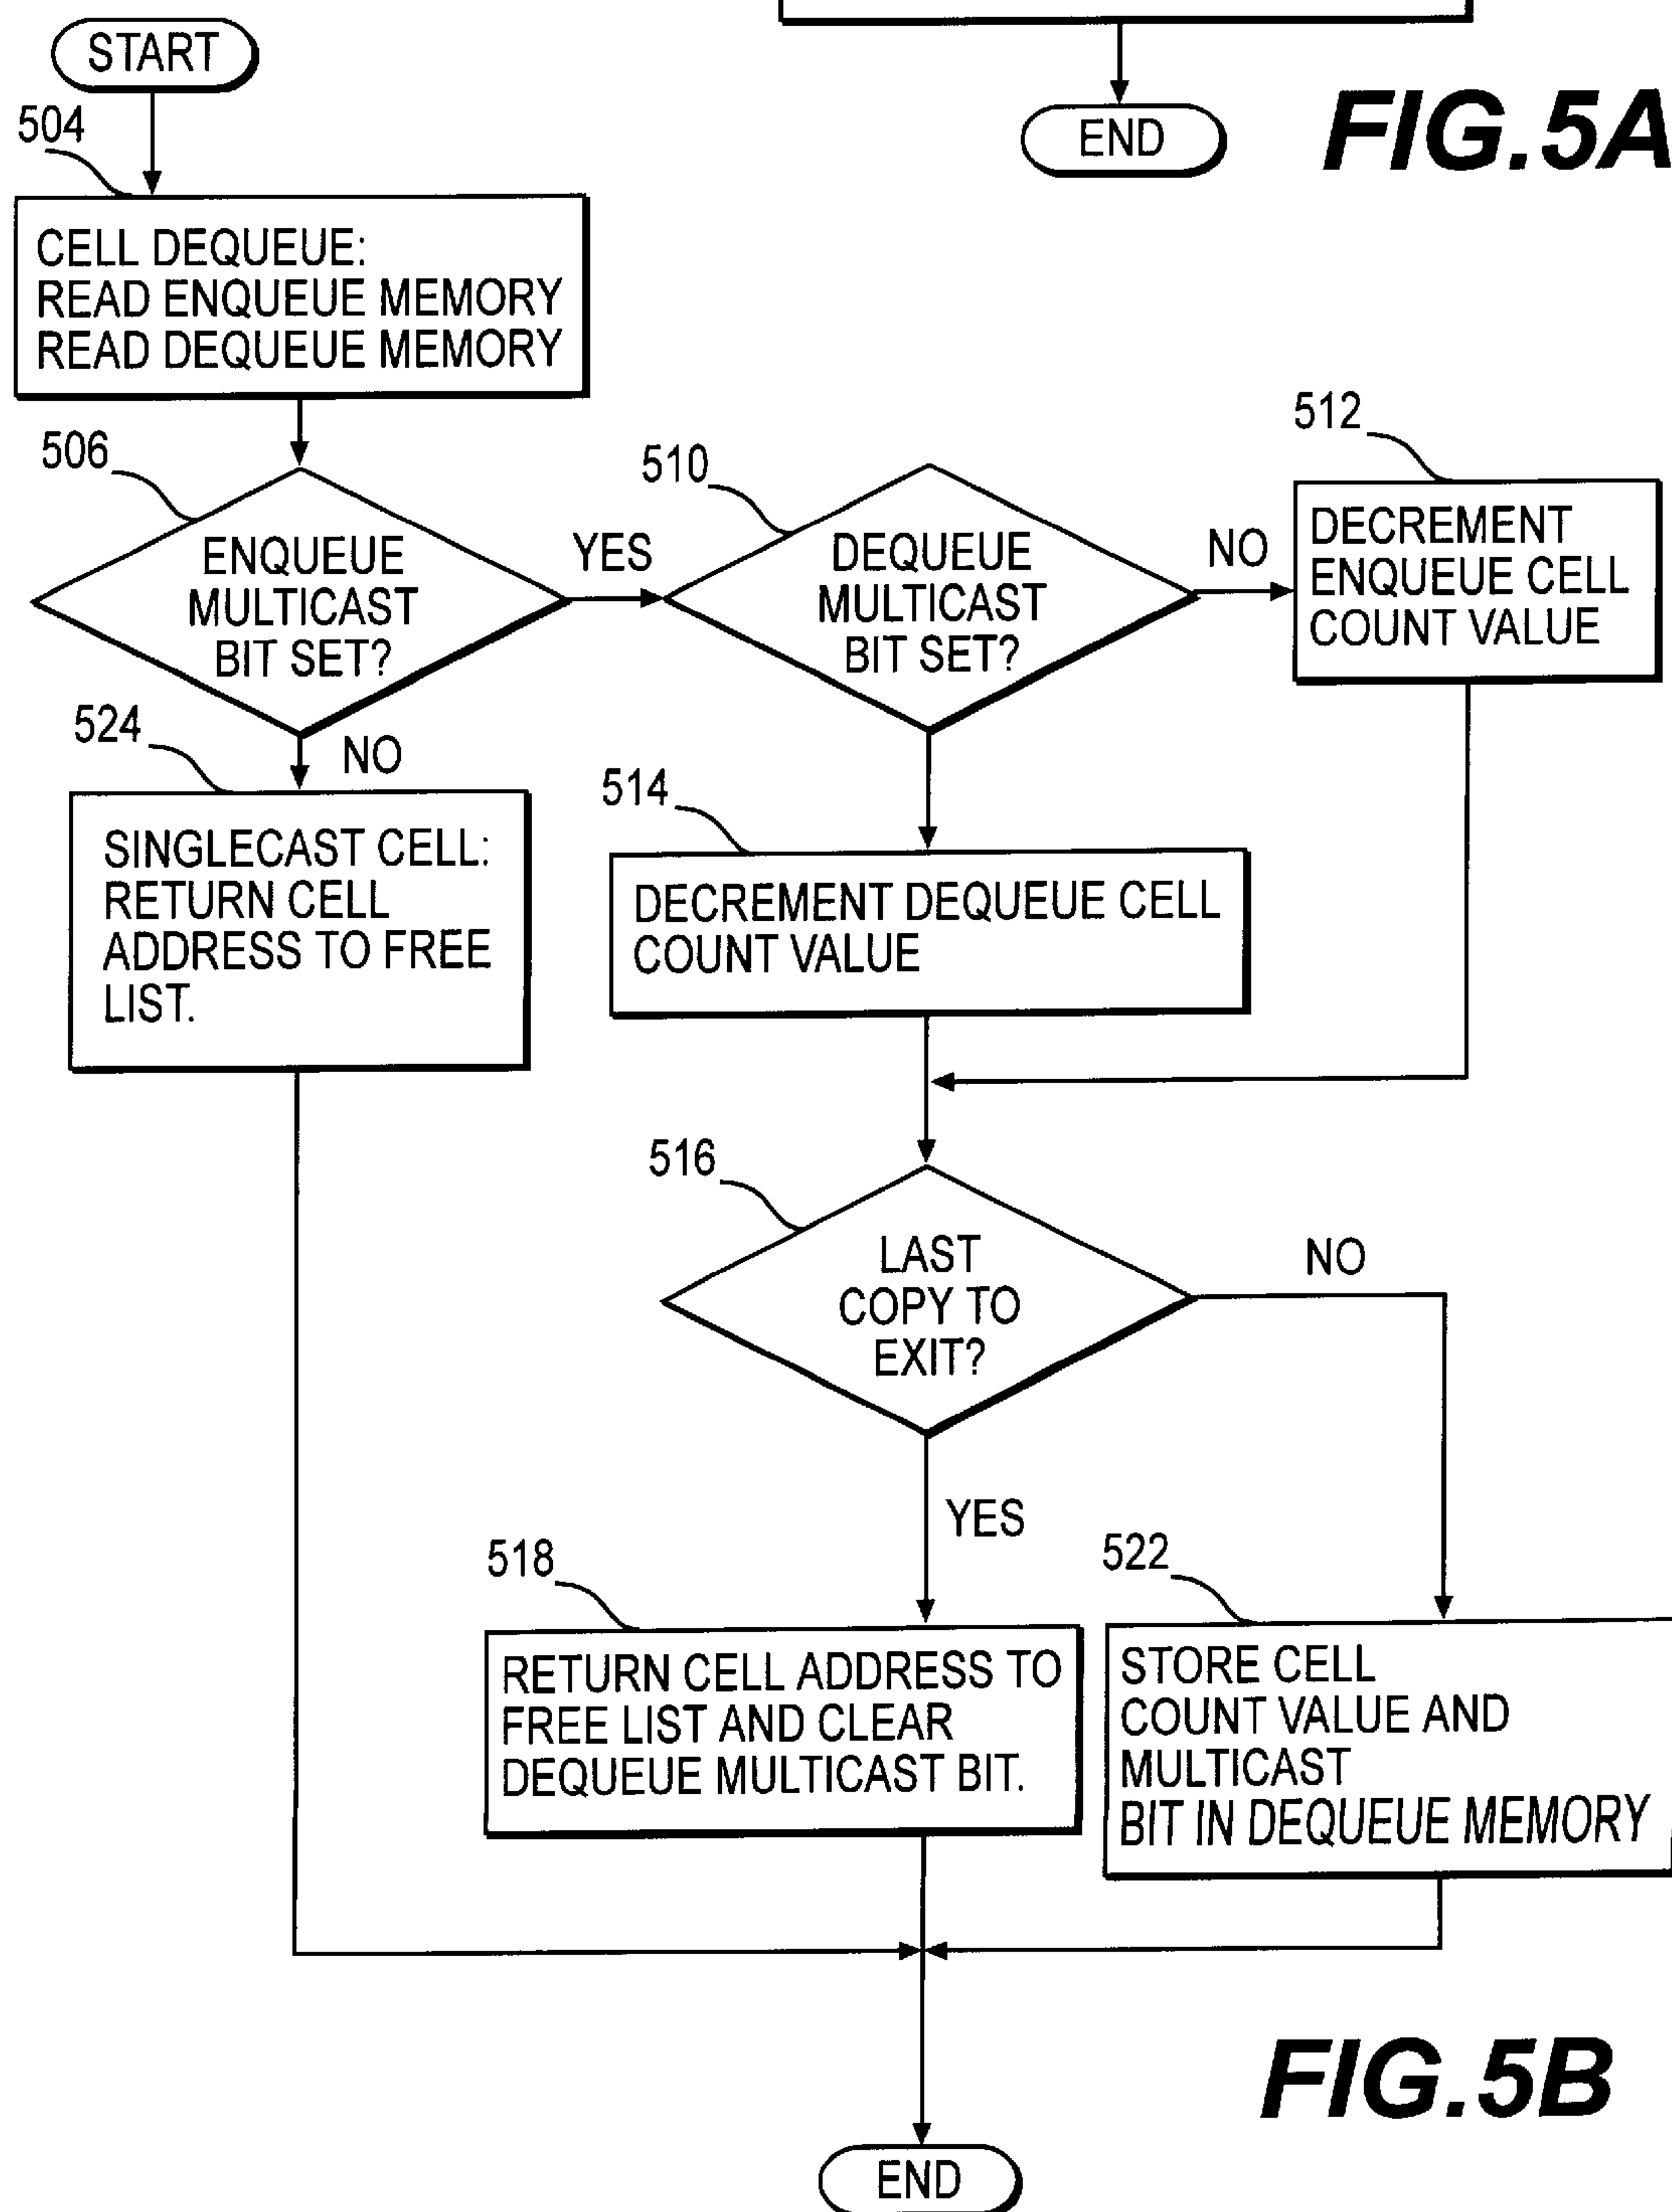 START
END
FIG.5A
504
CELL DEQUEUE:
READ ENQUEUE MEMORY
READ DEQUEUE MEMORY
506
ENQUEUE
MULTICAST
BIT SET?
YES
510
DEQUEUE
MULTICAST
BIT SET?
NO
512
DECREMENT
ENQUEUE CELL
COUNT VALUE
NO
524
SINGLECAST CELL:
RETURN CELL
ADDRESS TO FREE
LIST.
514
DECREMENT DEQUEUE CELL
COUNT VALUE
516
LAST
COPY TO
EXIT?
NO
YES
518
RETURN CELL ADDRESS TO
FREE LIST AND CLEAR
DEQUEUE MULTICAST BIT.
522
STORE CELL
COUNT VALUE AND
MULTICAST
BIT IN DEQUEUE MEMORY
FIG.5B
END